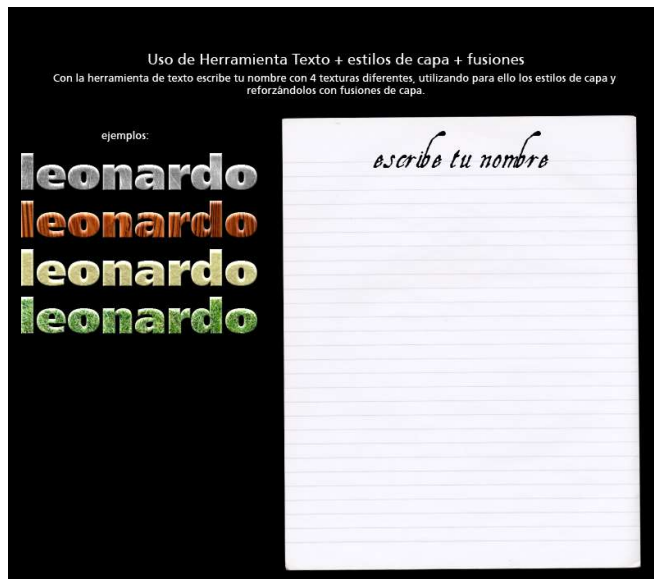 Uso de Herramienta Texto + estilos de capa + fusiones
Con la herramienta de texto escribe tu nombre con 4 texturas diferentes, utilizando para ello los estilos de capa y
reforzàndolos con fusiones de capa.
ejemplos:
leonardo
leonardo
leonardo
leonardo
escribe tu nombre